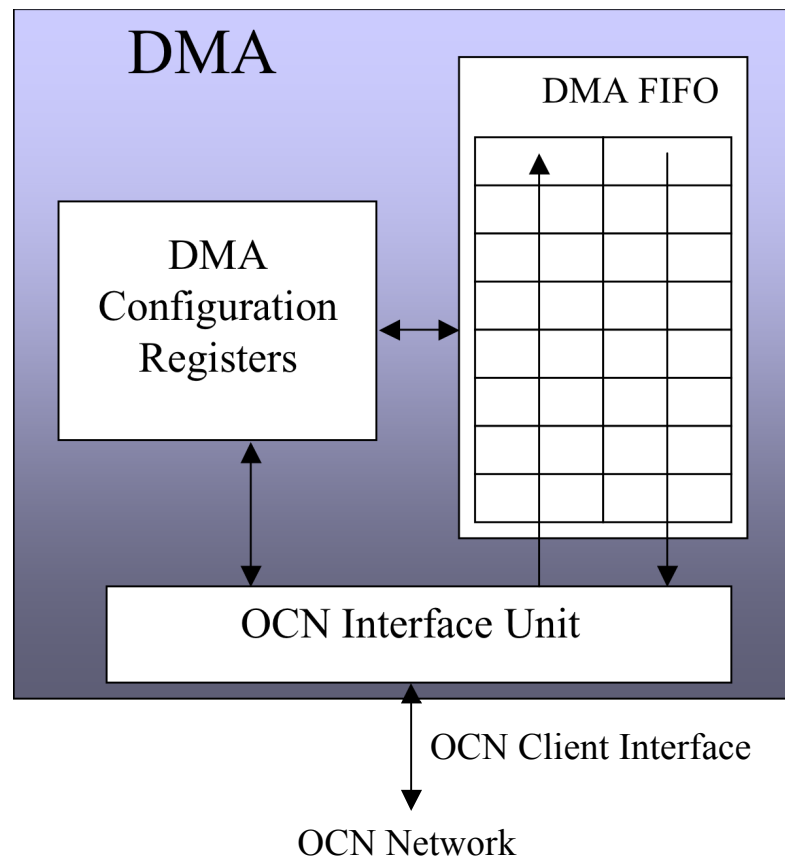 DMA
DMA FIFO
DMA
Configuration
Registers
OCN Interface Unit
OCN Client Interface
OCN Network